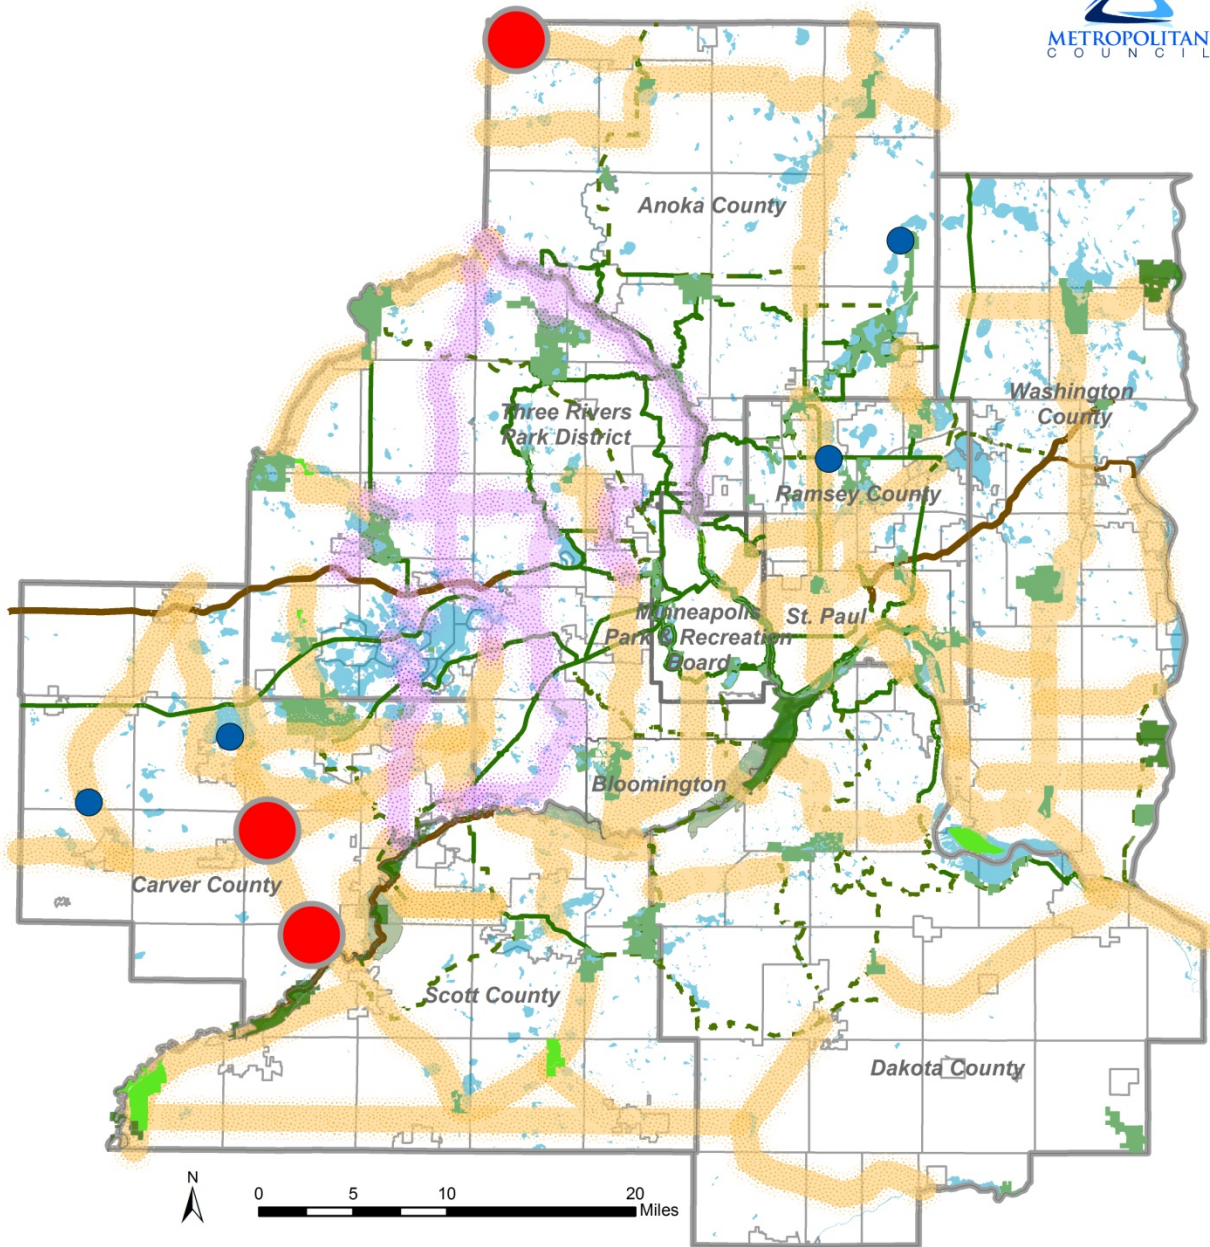 METROPOLITAN
COUNCIL
Anoka County
Washington
County
Three Rivers
Park District
Ramsey County
Minneapolis
Park & Recreation
Board
St. Paul
Bloomington
Carver County
Scott County
Dakota County
N
0 5 10 20
Miles